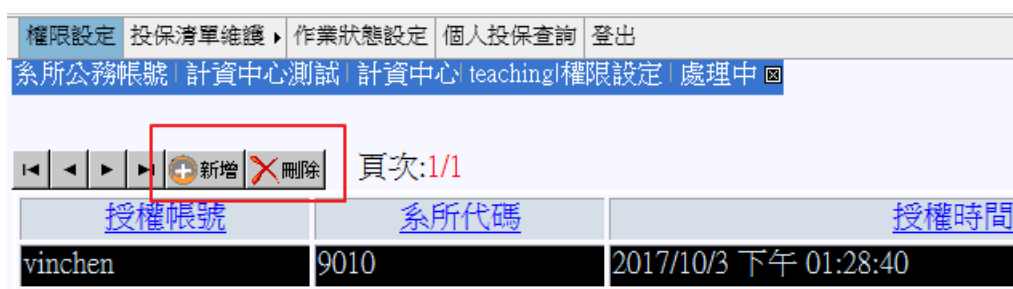 權限設定 投保清單維護 作業狀態設定 個人投保查詢 登出
系所公務帳號 | 計資中心測試 | 計資中心| teaching|權限設定 | 處理中
新增 刪除 頁次:1/1
授權帳號 系所代碼 授權時間
vinchen 9010 2017/10/3 下午 01:28:40